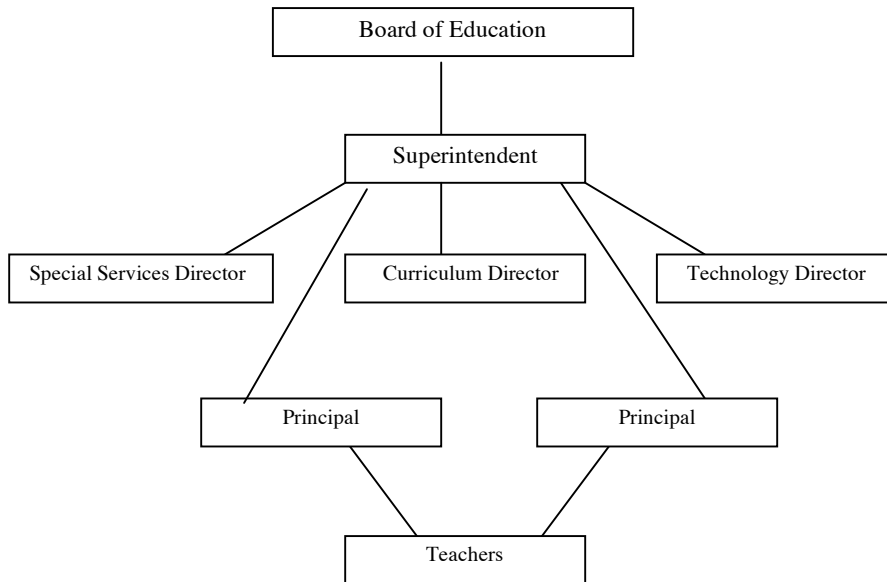 Board of Education
Superintendent
Special Services Director
Curriculum Director
Technology Director
Principal
Principal
Teachers